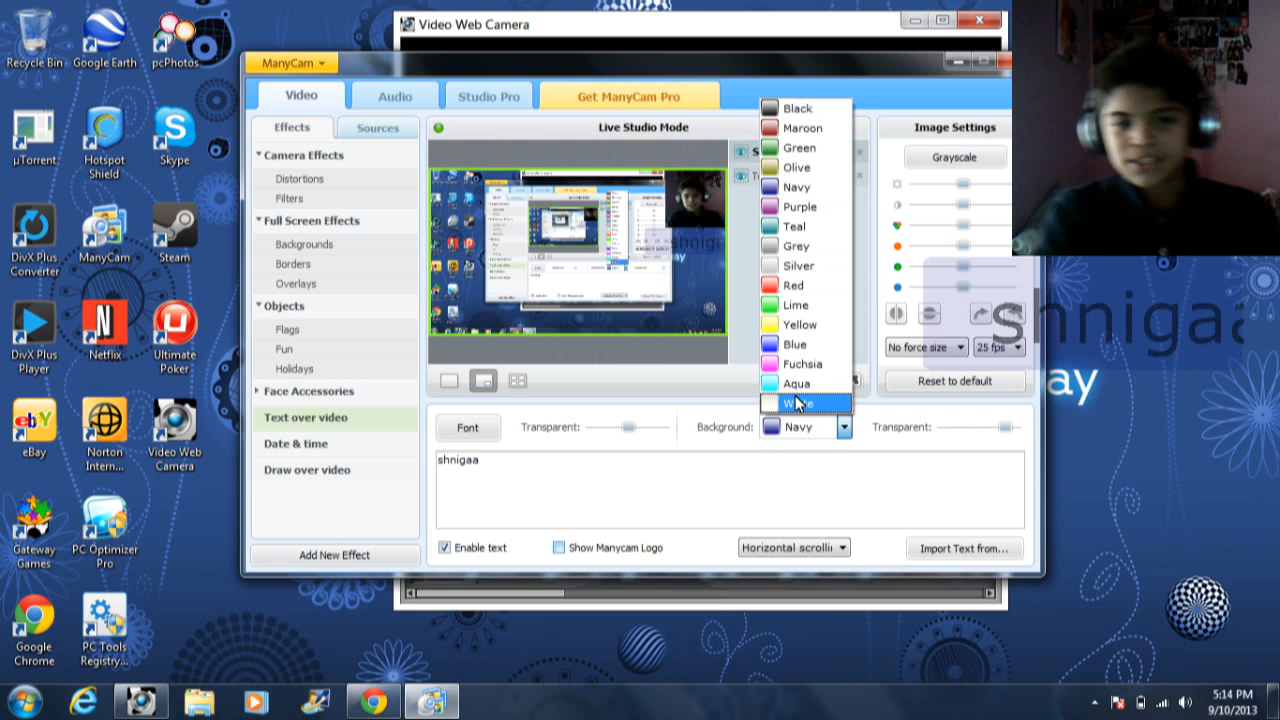 Recycle Bin
Google Earth
pcPhotos
µTorrent
Hotspot Shield
Skype
DivX Plus Converter
ManyCam
Steam
DivX Plus Player
Netflix
Ultimate Poker
eBay
Norton Intern...
Video Web Camera
Gateway Games
PC Optimizer Pro
Google Chrome
PC Tools Registry...
Video Web Camera
ManyCam
Video
Audio
Studio Pro
Get ManyCam Pro
Effects
Sources
Camera Effects
Distortions
Filters
Full Screen Effects
Backgrounds
Borders
Overlays
Objects
Flags
Fun
Holidays
Face Accessories
Text over video
Date & time
Draw over video
Add New Effect
Live Studio Mode
Black
Maroon
Green
Olive
Navy
Purple
Teal
Grey
Silver
Red
Lime
Yellow
Blue
Fuchsia
Aqua
Image Settings
Grayscale
No force size
25 fps
Reset to default
shnigaa
Font
Transparent:
Background:
Navy
Transparent:
shnigaa
Enable text
Show Manycam Logo
Horizontal scrollin
Import Text from...
5:14 PM
9/10/2013